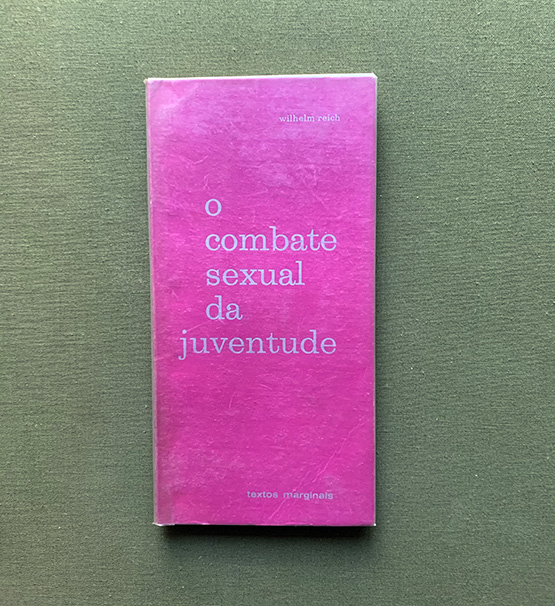 wilhelm reich
o
combate
sexual
da
juventude
textos marginais